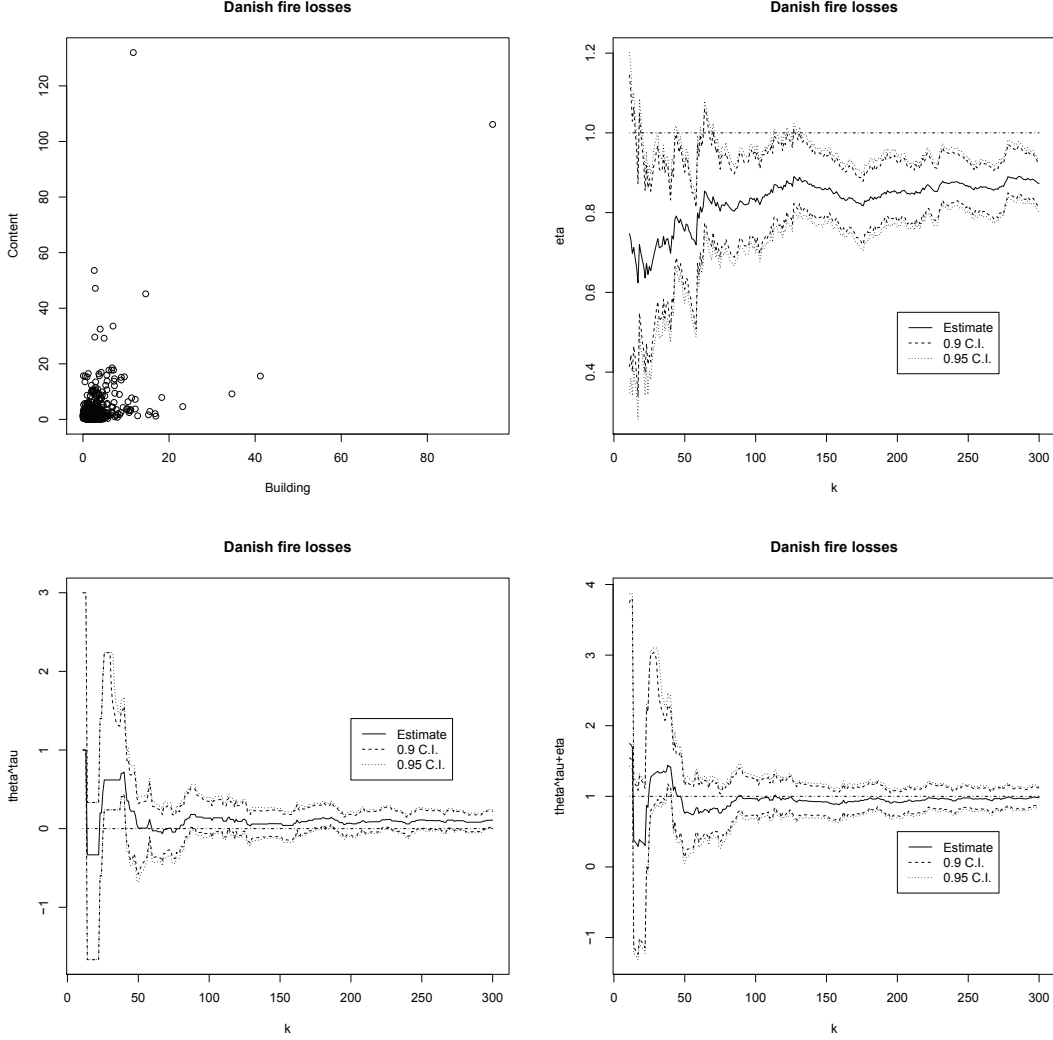 Danish fire losses
Content
0 20 40 60 80 100 120
0 20 40 60 80
Building
Danish fire losses
eta
0.4 0.6 0.8 1.0 1.2
Estimate
0.9 C.I.
0.95 C.I.
0 50 100 150 200 250 300
k
Danish fire losses
theta^tau
−1 0 1 2 3
Estimate
0.9 C.I.
0.95 C.I.
0 50 100 150 200 250 300
k
Danish fire losses
theta^tau+eta
−1 0 1 2 3 4
Estimate
0.9 C.I.
0.95 C.I.
0 50 100 150 200 250 300
k